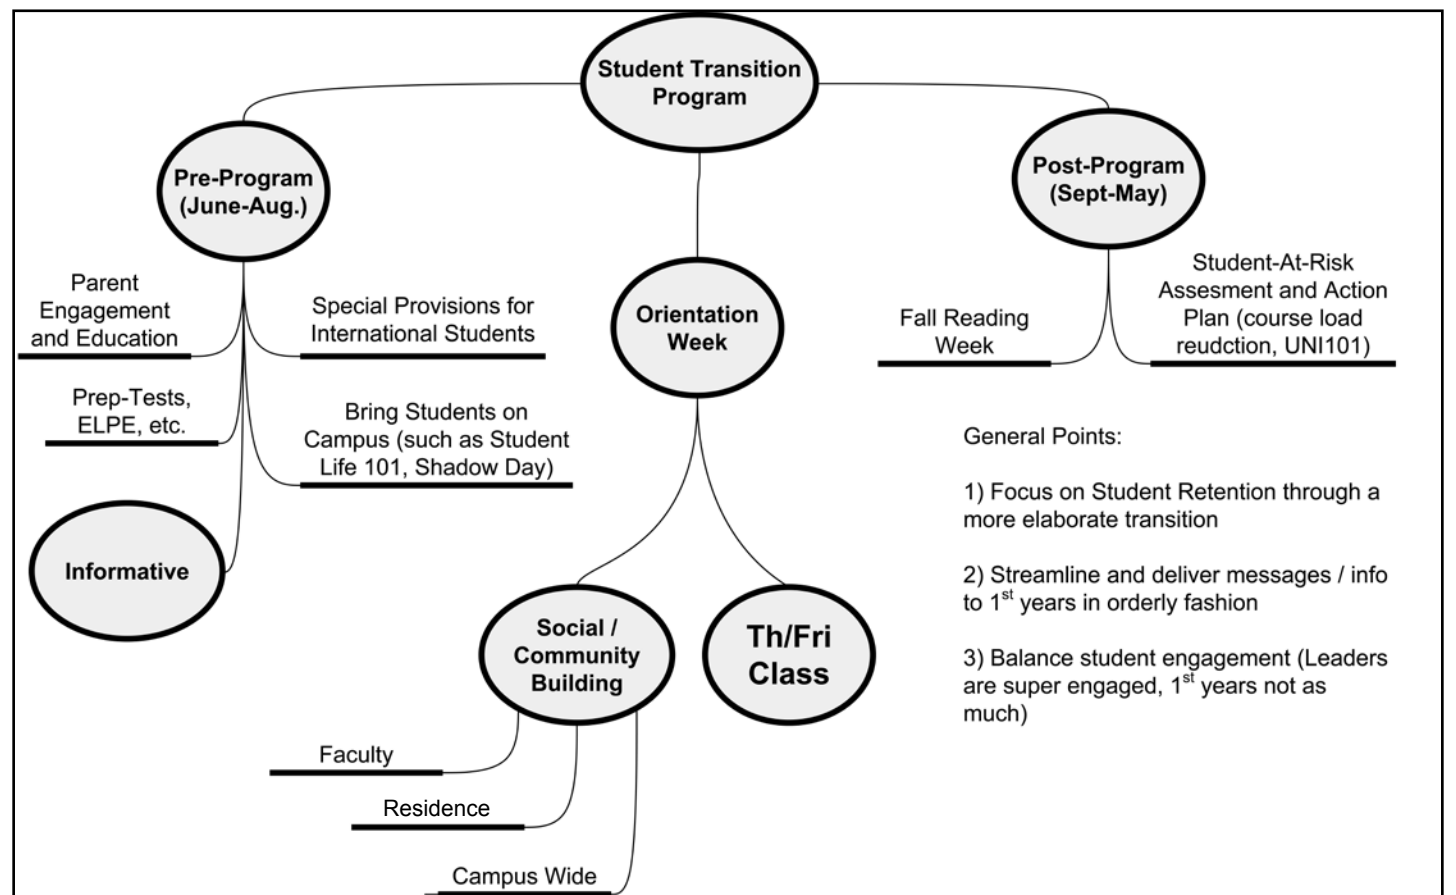 Student Transition
Program
Pre-Program
(June-Aug.)
Post-Program
(Sept-May)
Parent
Engagement
and Education
Special Provisions for
International Students
Prep-Tests,
ELPE, etc.
Bring Students on
Campus (such as Student
Life 101, Shadow Day)
Informative
Orientation
Week
Fall Reading
Week
Student-At-Risk
Assesment and Action
Plan (course load
reudction, UNI101)
Social /
Community
Building
Th/Fri
Class
Faculty
Residence
Campus Wide
General Points:
1) Focus on Student Retention through a
more elaborate transition
2) Streamline and deliver messages / info
to 1st years in orderly fashion
3) Balance student engagement (Leaders
are super engaged, 1st years not as
much)